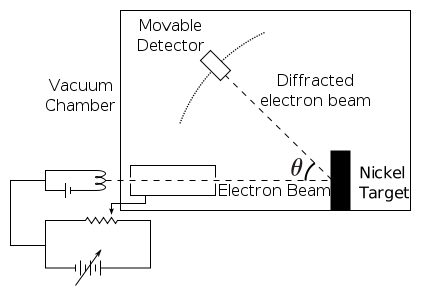 Movable
Detector
Vacuum
Chamber
Diffracted
electron beam
θ
Electron Beam
Nickel
Target